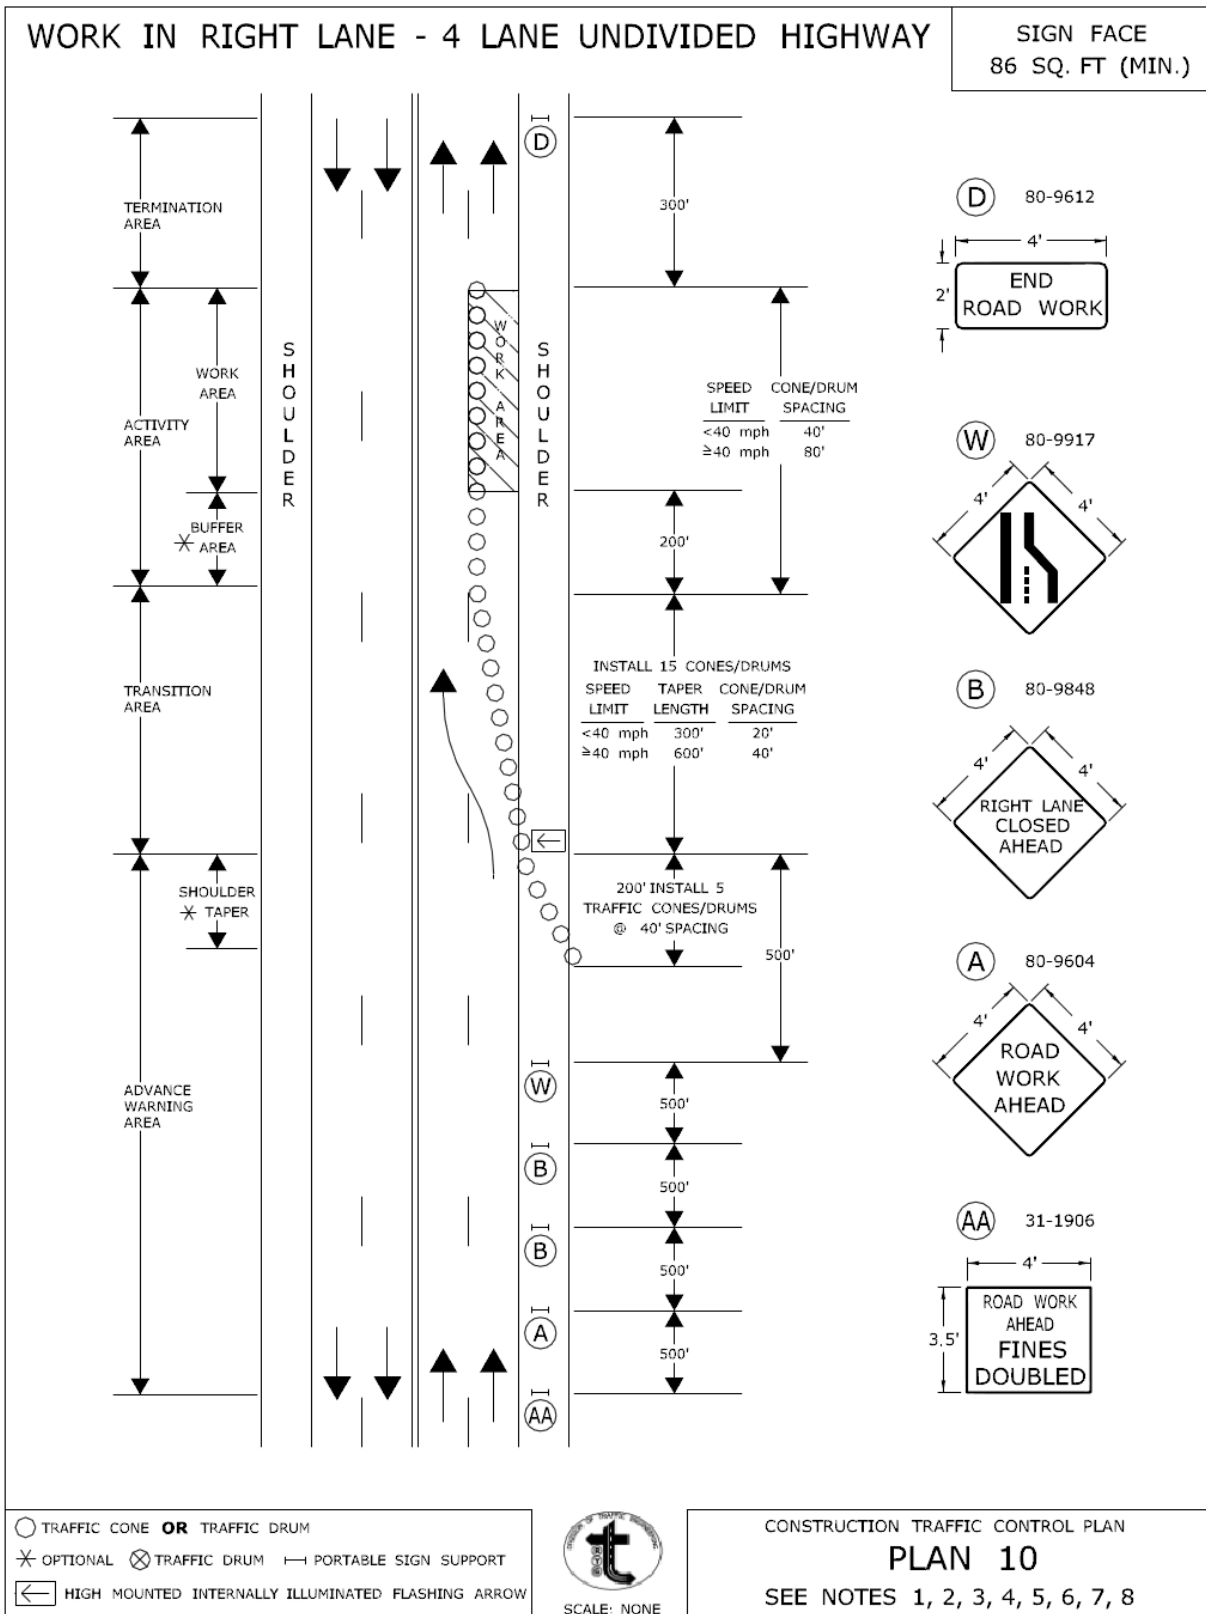 WORK IN RIGHT LANE - 4 LANE UNDIVIDED HIGHWAY
SIGN FACE
86 SQ. FT (MIN.)
TERMINATION
AREA
ACTIVITY
AREA
WORK
AREA
BUFFER
AREA
TRANSITION
AREA
SHOULDER
TAPER
ADVANCE
WARNING
AREA
SHOULDER
WORK AREA
SHOULDER
D
W
B
B
A
AA
300'
SPEED LIMIT CONE/DRUM SPACING
<40 mph 40'
≥40 mph 80'
200'
INSTALL 15 CONES/DRUMS
SPEED TAPER CONE/DRUM
LIMIT LENGTH SPACING
<40 mph 300' 20'
≥40 mph 600' 40'
200' INSTALL 5
TRAFFIC CONES/DRUMS
@ 40' SPACING
500'
500'
500'
500'
500'
D 80-9612
4'
2'
END
ROAD WORK
W 80-9917
4' 4'
B 80-9848
4' 4'
RIGHT LANE
CLOSED
AHEAD
A 80-9604
4' 4'
ROAD
WORK
AHEAD
AA 31-1906
4'
3.5'
ROAD WORK
AHEAD
FINES
DOUBLED
TRAFFIC CONE OR TRAFFIC DRUM
OPTIONAL TRAFFIC DRUM PORTABLE SIGN SUPPORT
HIGH MOUNTED INTERNALLY ILLUMINATED FLASHING ARROW
DIVISION OF TRAFFIC ENGINEERING
t
SCALE: NONE
CONSTRUCTION TRAFFIC CONTROL PLAN
PLAN 10
SEE NOTES 1, 2, 3, 4, 5, 6, 7, 8